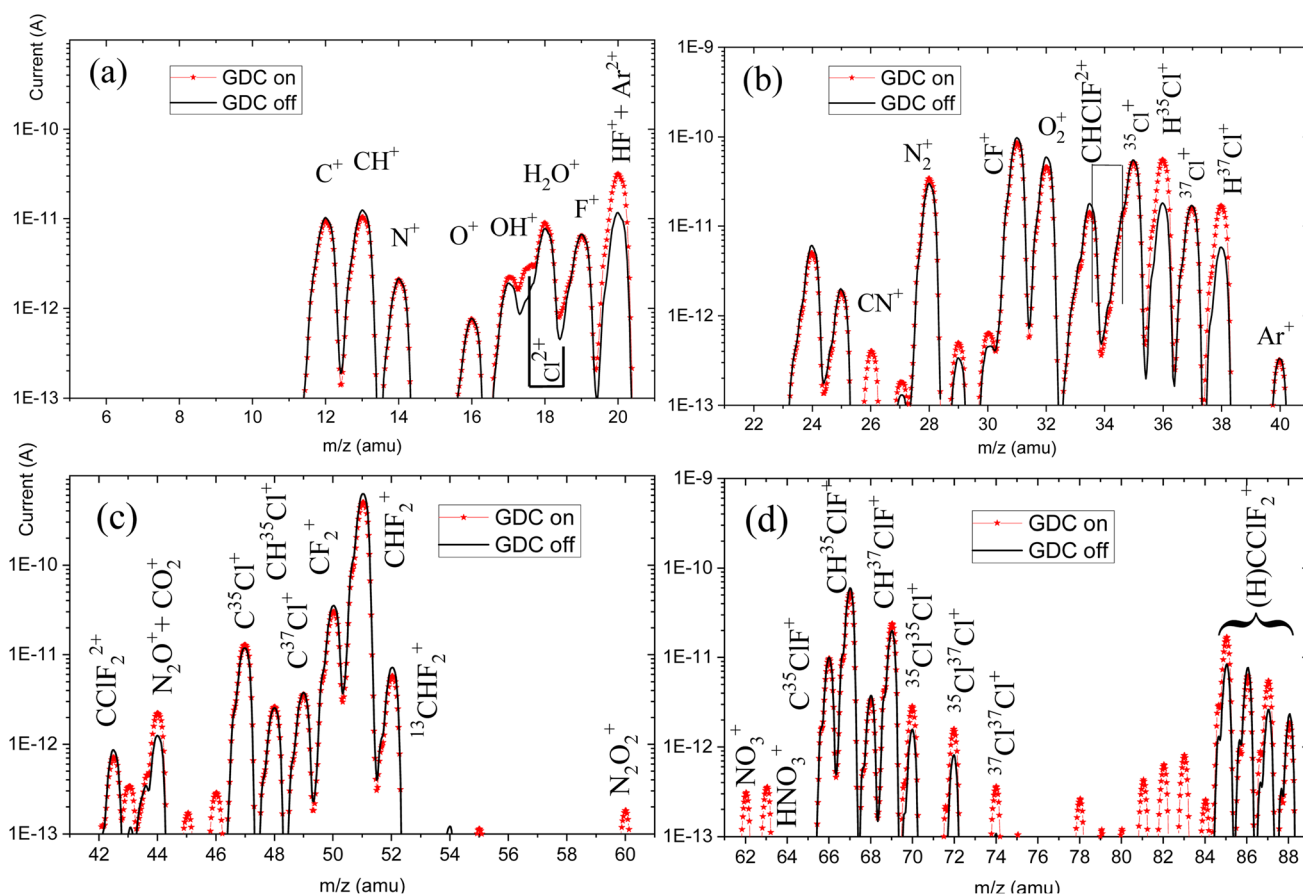 (a)
Current (A)
GDC on
GDC off
1E-10
1E-11
1E-12
1E-13
C⁺
CH⁺
N⁺
O⁺
OH⁺
H₂O⁺
Cl²⁺
F⁺
HF⁺+ Ar²⁺
6 8 10 12 14 16 18 20
m/z (amu)
(b)
GDC on
GDC off
1E-9
1E-10
1E-11
1E-12
1E-13
CN⁺
N₂⁺
CF⁺
O₂⁺
CHClF²⁺
³⁵Cl⁺
H³⁵Cl⁺
³⁷Cl⁺
H³⁷Cl⁺
Ar⁺
22 24 26 28 30 32 34 36 38 40
m/z (amu)
(c)
Current (A)
GDC on
GDC off
1E-10
1E-11
1E-12
1E-13
CClF₂²⁺
N₂O⁺+ CO₂⁺
C³⁵Cl⁺
CH³⁵Cl⁺
C³⁷Cl⁺
CF₂⁺
CHF₂⁺
¹³CHF₂⁺
N₂O₂⁺
42 44 46 48 50 52 54 56 58 60
m/z (amu)
(d)
GDC on
GDC off
1E-9
1E-10
1E-11
1E-12
1E-13
NO₃⁺
HNO₃⁺
C³⁵ClF⁺
CH³⁵ClF⁺
CH³⁷ClF⁺
³⁵Cl³⁵Cl⁺
³⁵Cl³⁷Cl⁺
³⁷Cl³⁷Cl⁺
(H)CClF₂⁺
62 64 66 68 70 72 74 76 78 80 82 84 86 88
m/z (amu)